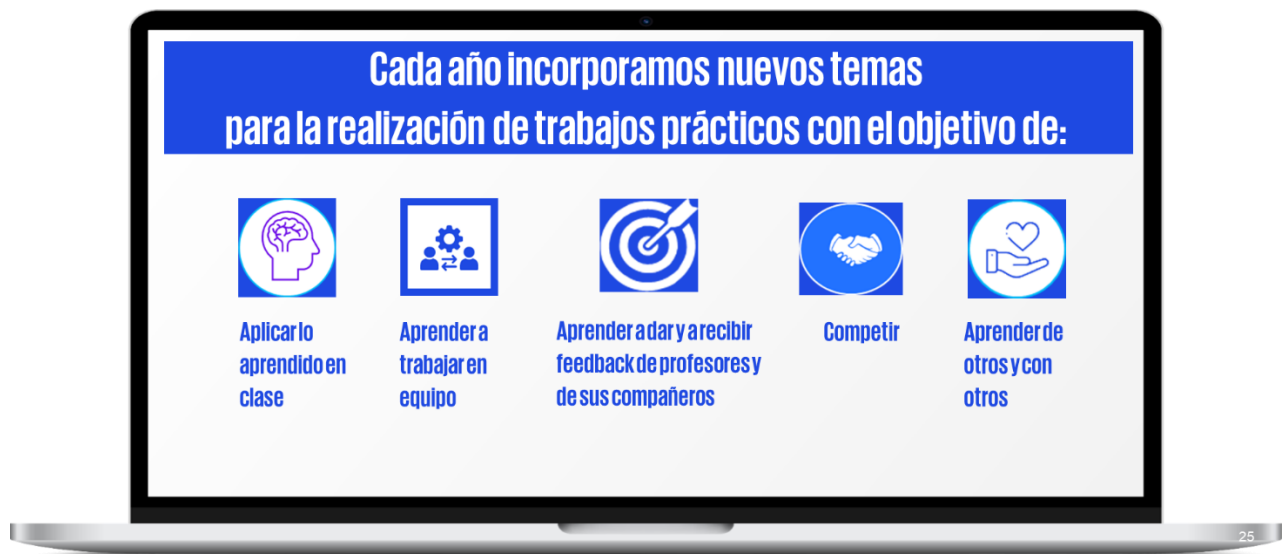 Cada año incorporamos nuevos temas
para la realización de trabajos prácticos con el objetivo de:
Aplicar lo
aprendido en
clase
Aprender a
trabajar en
equipo
Aprender a dar y a recibir
feedback de profesores y
de sus compañeros
Competir
Aprender de
otros y con
otros
25